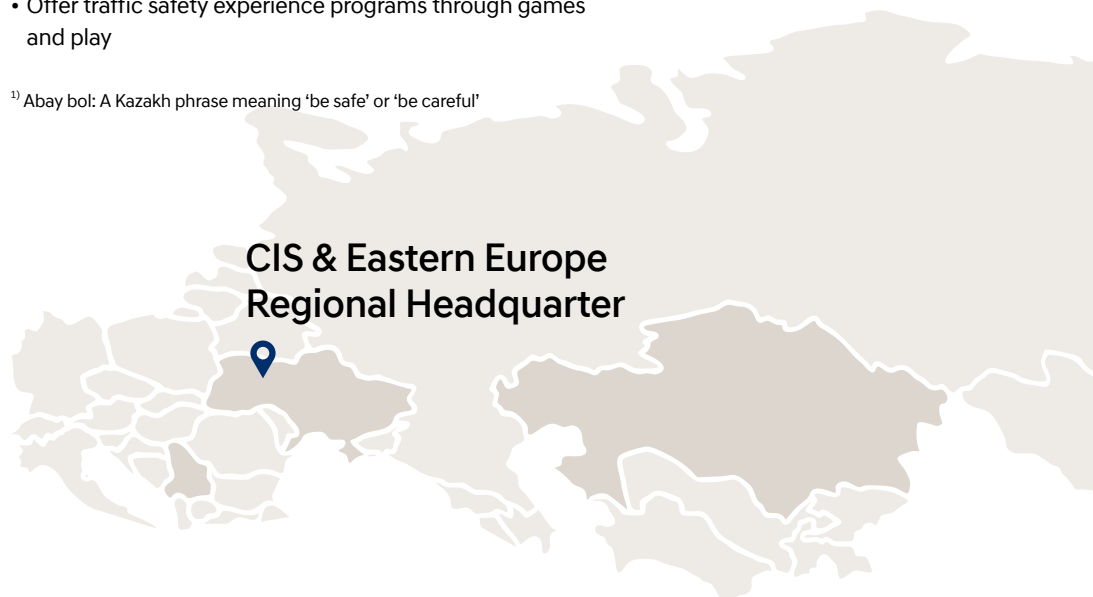 • Offer traffic safety experience programs through games
and play
1) Abay bol: A Kazakh phrase meaning ‘be safe’ or ‘be careful’
CIS & Eastern Europe
Regional Headquarter